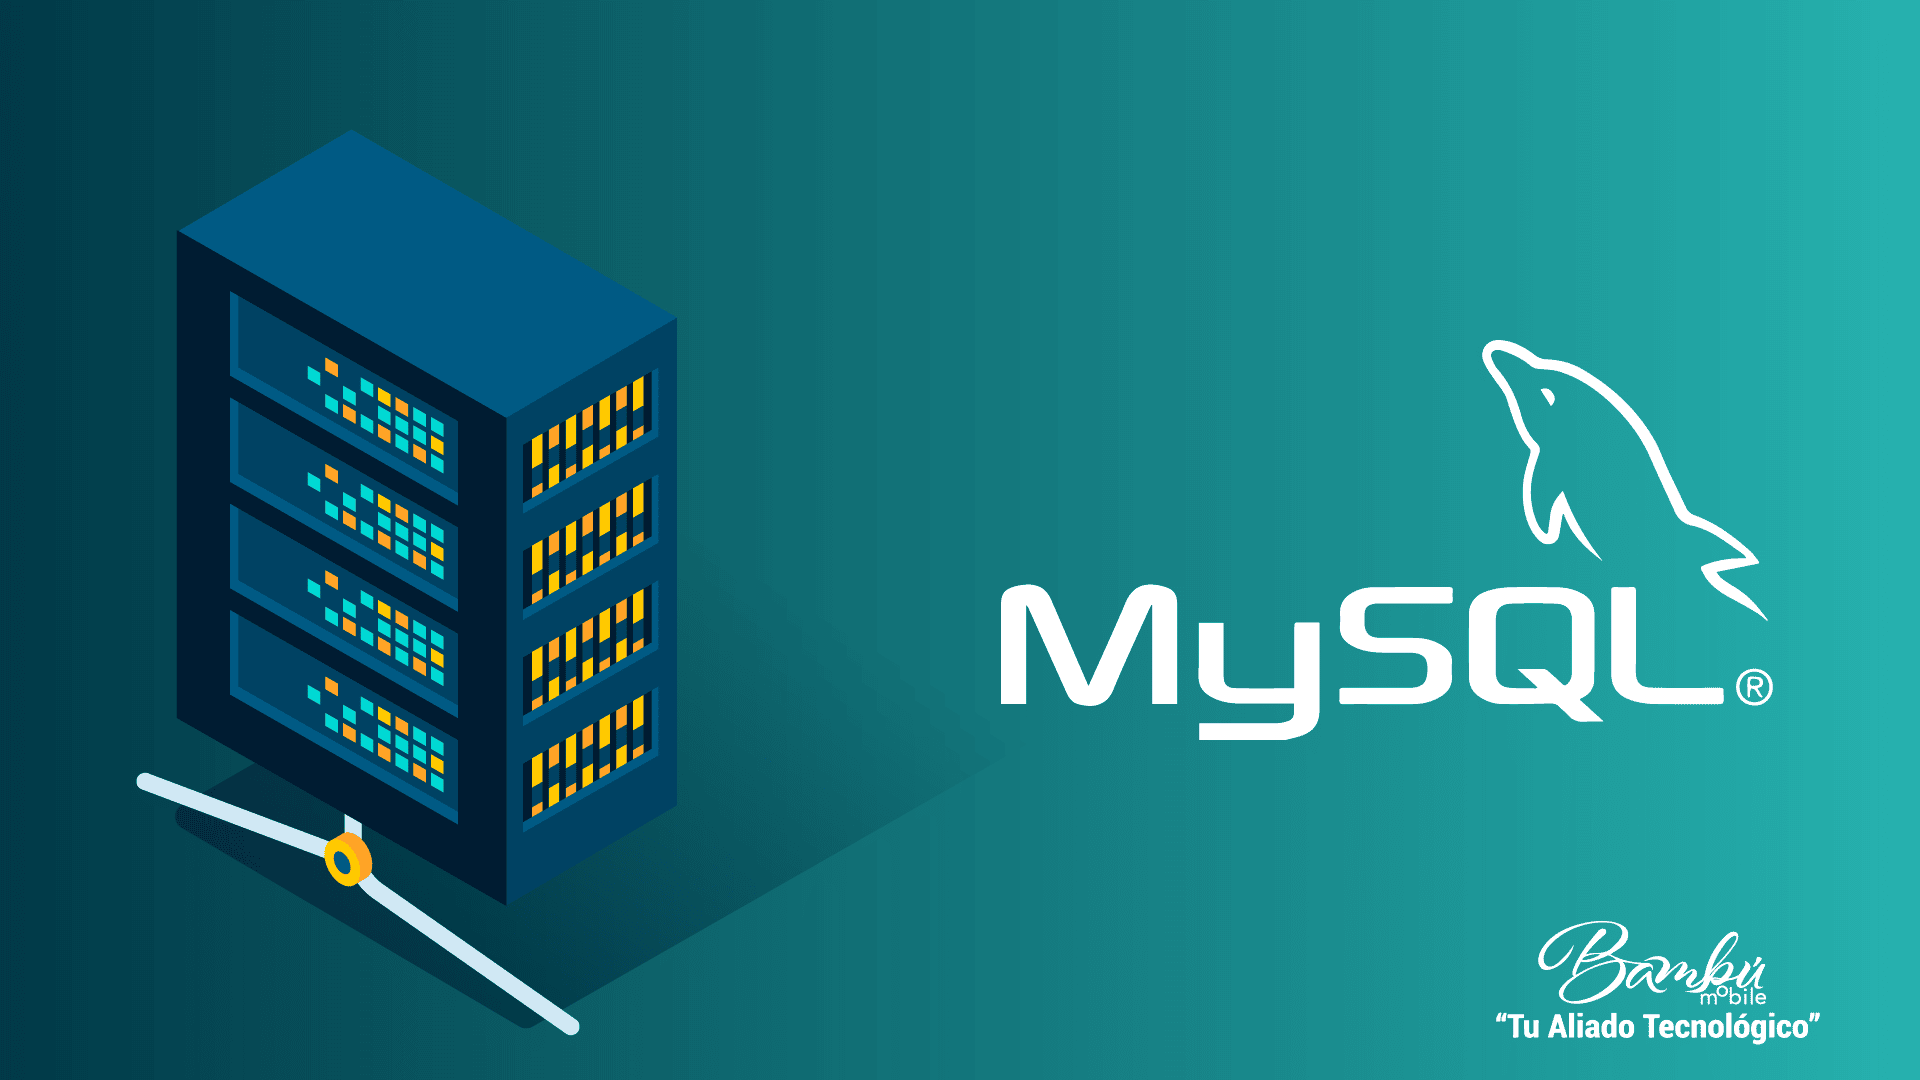 MySQL®
Bambú
mobile
“Tu Aliado Tecnológico”